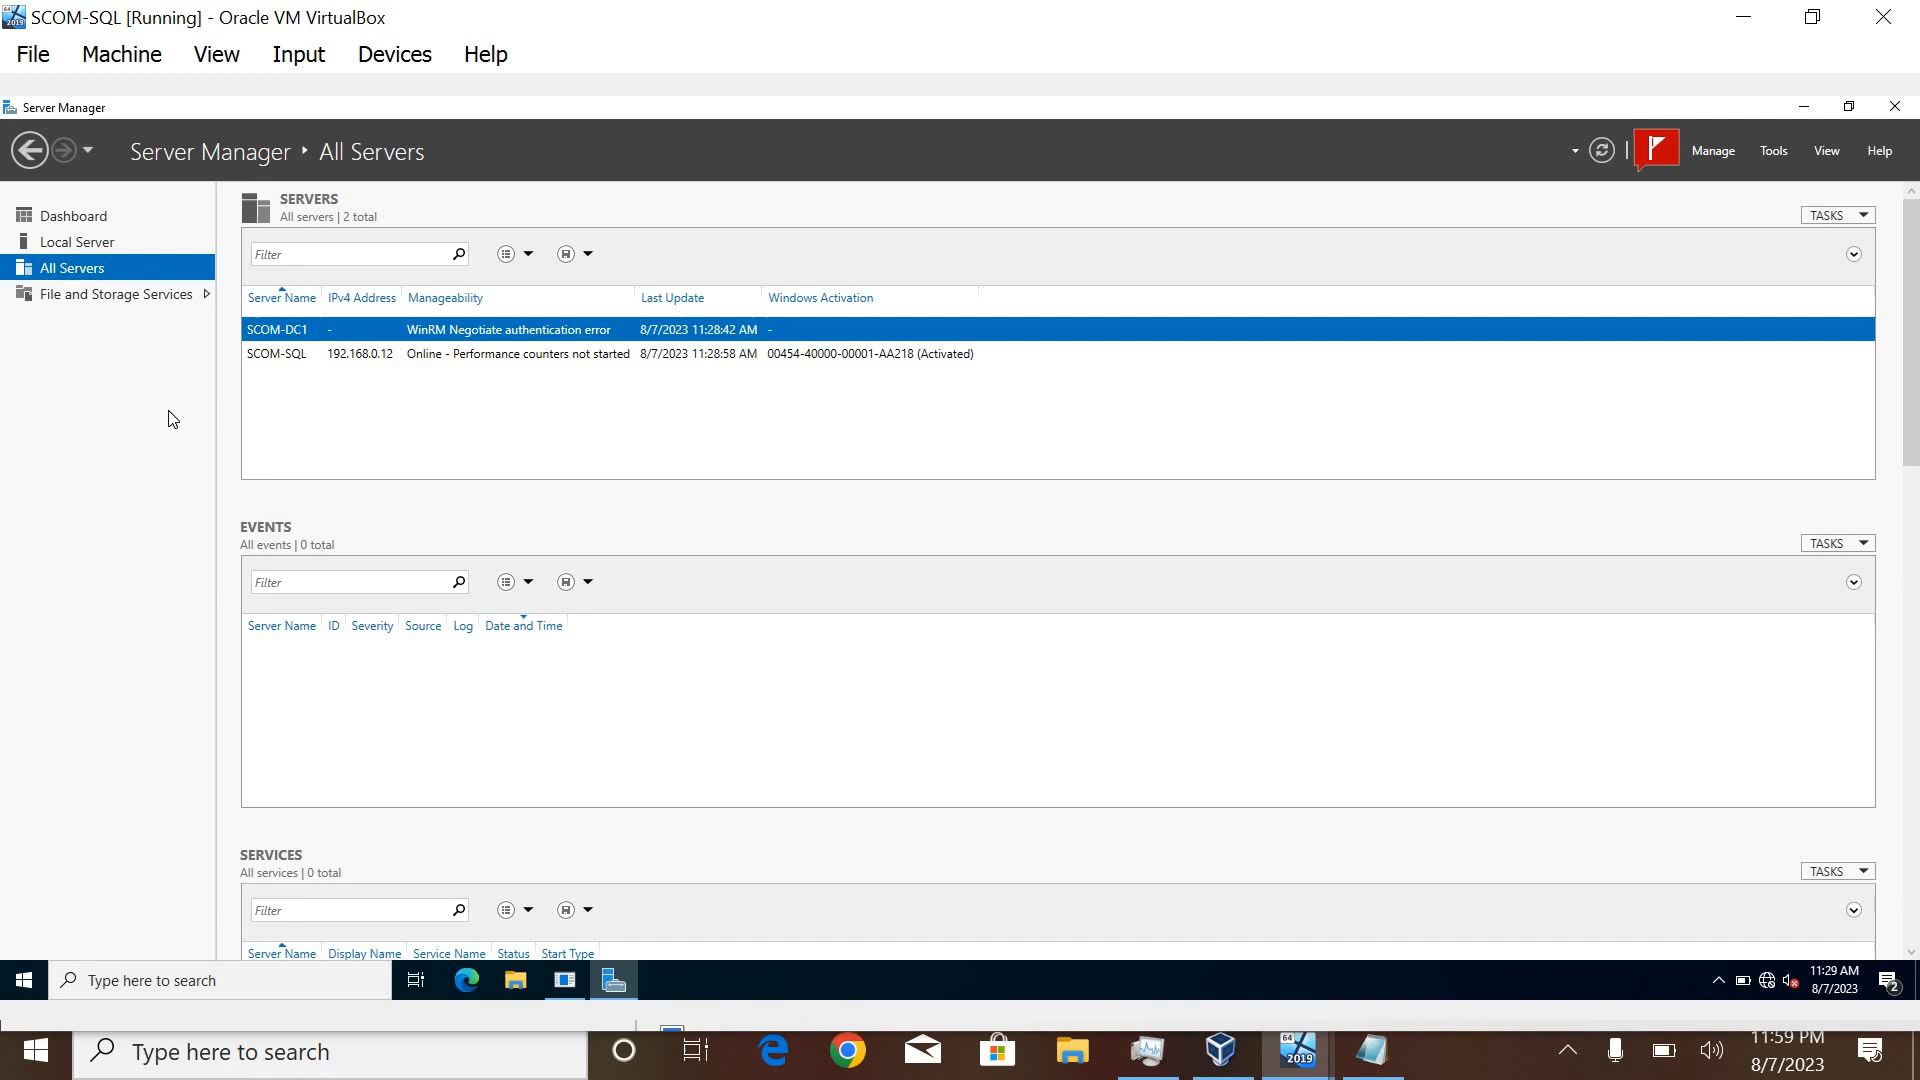 SCOM-SQL [Running] - Oracle VM VirtualBox
File Machine View Input Devices Help
Server Manager
Server Manager All Servers
Manage Tools View Help
Dashboard
Local Server
All Servers
File and Storage Services
SERVERS
All servers | 2 total
TASKS
Filter
Server Name IPv4 Address Manageability Last Update Windows Activation
SCOM-DC1 - WinRM Negotiate authentication error 8/7/2023 11:28:42 AM -
SCOM-SQL 192.168.0.12 Online - Performance counters not started 8/7/2023 11:28:58 AM 00454-40000-00001-AA218 (Activated)
EVENTS
All events | 0 total
TASKS
Filter
Server Name ID Severity Source Log Date and Time
SERVICES
All services | 0 total
TASKS
Filter
Server Name Display Name Service Name Status Start Type
Type here to search
11:29 AM
8/7/2023
2
Type here to search
64
2019
11:59 PM
8/7/2023